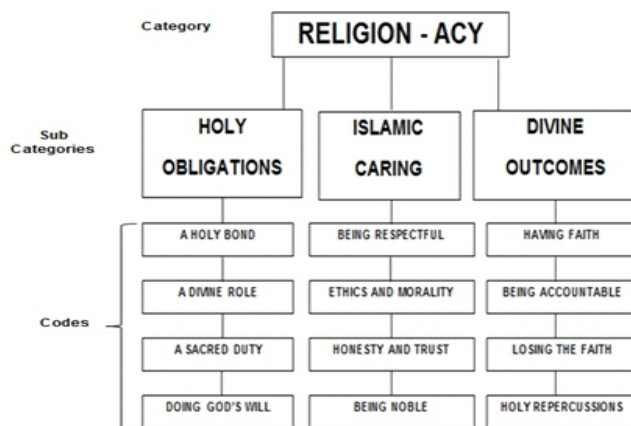 Category
RELIGION - ACY
Sub
Categories
HOLY
OBLIGATIONS
ISLAMIC
CARING
DIVINE
OUTCOMES
Codes
A HOLY BOND
BEING RESPECTFUL
HAVING FAITH
A DIVINE ROLE
ETHICS AND MORALITY
BEING ACCOUNTABLE
A SACRED DUTY
HONESTY AND TRUST
LOSING THE FAITH
DOING GOD'S WILL
BEING NOBLE
HOLY REPERCUSSIONS